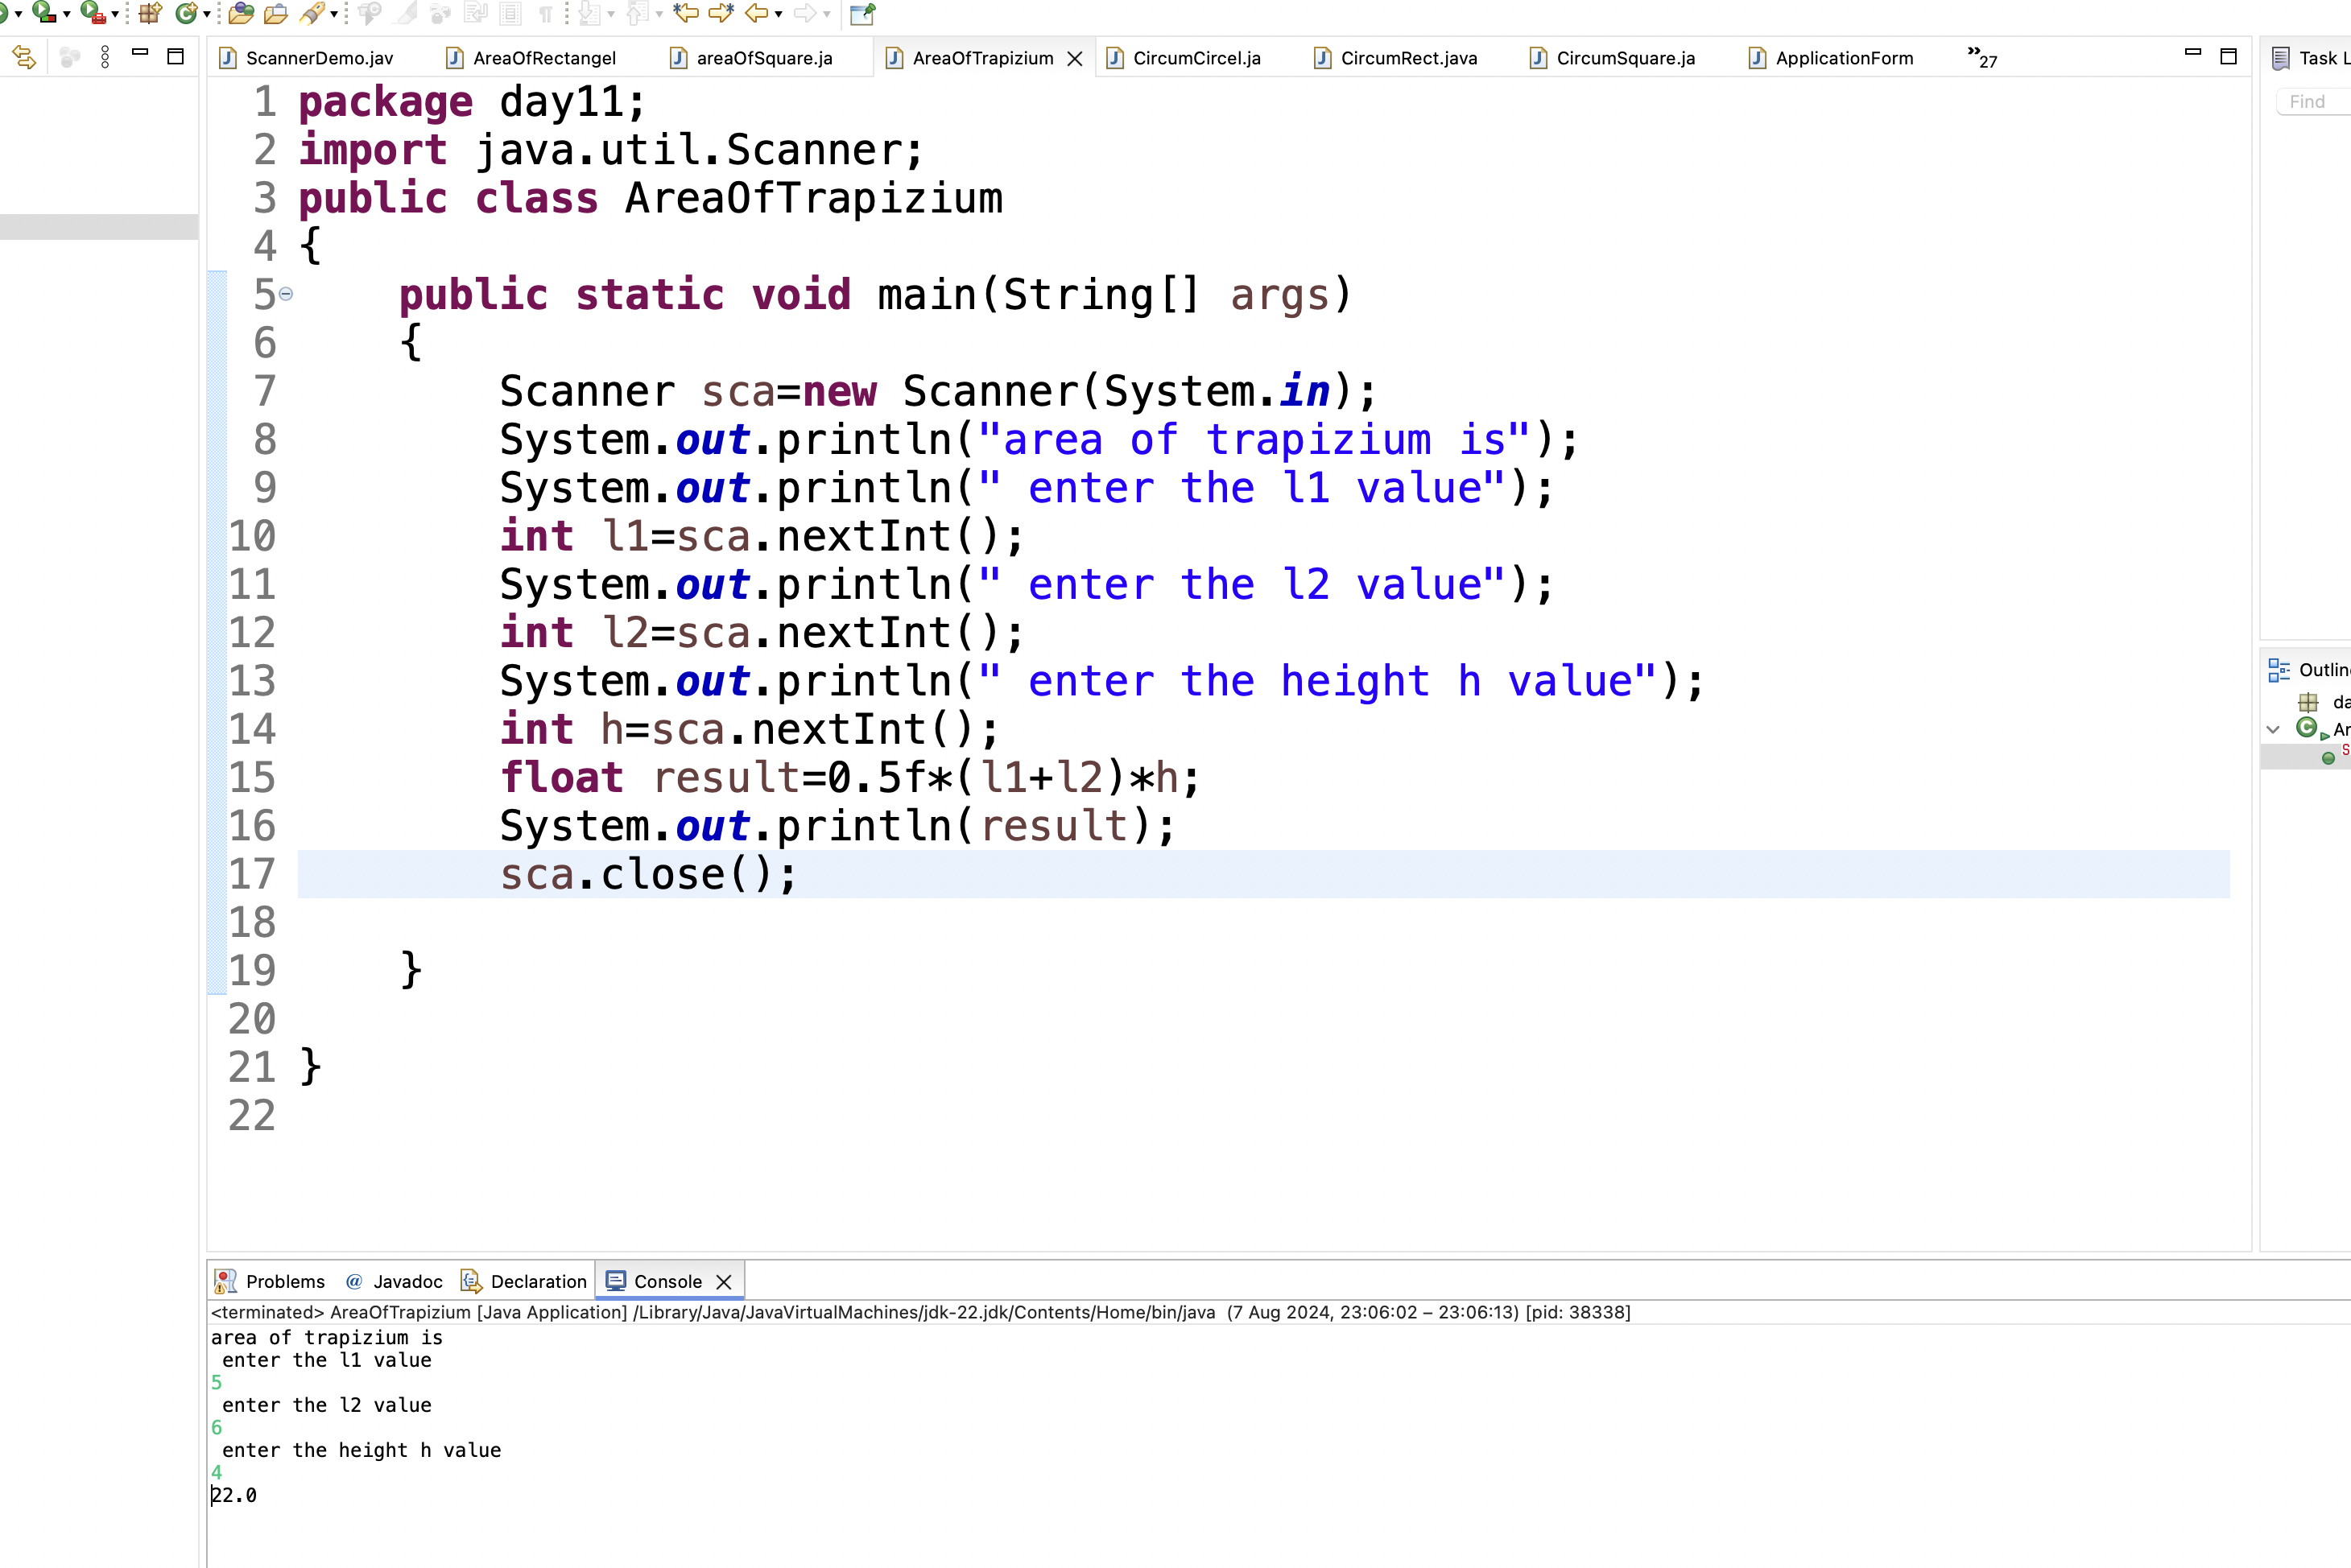 ScannerDemo.jav AreaOfRectangel areaOfSquare.ja AreaOfTrapizium CircumCircel.ja CircumRect.java CircumSquare.ja ApplicationForm »27
Task L
Find
1 package day11;
2 import java.util.Scanner;
3 public class AreaOfTrapizium
4 {
5 public static void main(String[] args)
6 {
7 Scanner sca=new Scanner(System.in);
8 System.out.println("area of trapizium is");
9 System.out.println(" enter the l1 value");
10 int l1=sca.nextInt();
11 System.out.println(" enter the l2 value");
12 int l2=sca.nextInt();
13 System.out.println(" enter the height h value");
14 int h=sca.nextInt();
15 float result=0.5f*(l1+l2)*h;
16 System.out.println(result);
17 sca.close();
18
19 }
20
21 }
22
Outlin
da
Ar
S
Problems @ Javadoc Declaration Console
<terminated> AreaOfTrapizium [Java Application] /Library/Java/JavaVirtualMachines/jdk-22.jdk/Contents/Home/bin/java (7 Aug 2024, 23:06:02 – 23:06:13) [pid: 38338]
area of trapizium is
enter the l1 value
5
enter the l2 value
6
enter the height h value
4
22.0